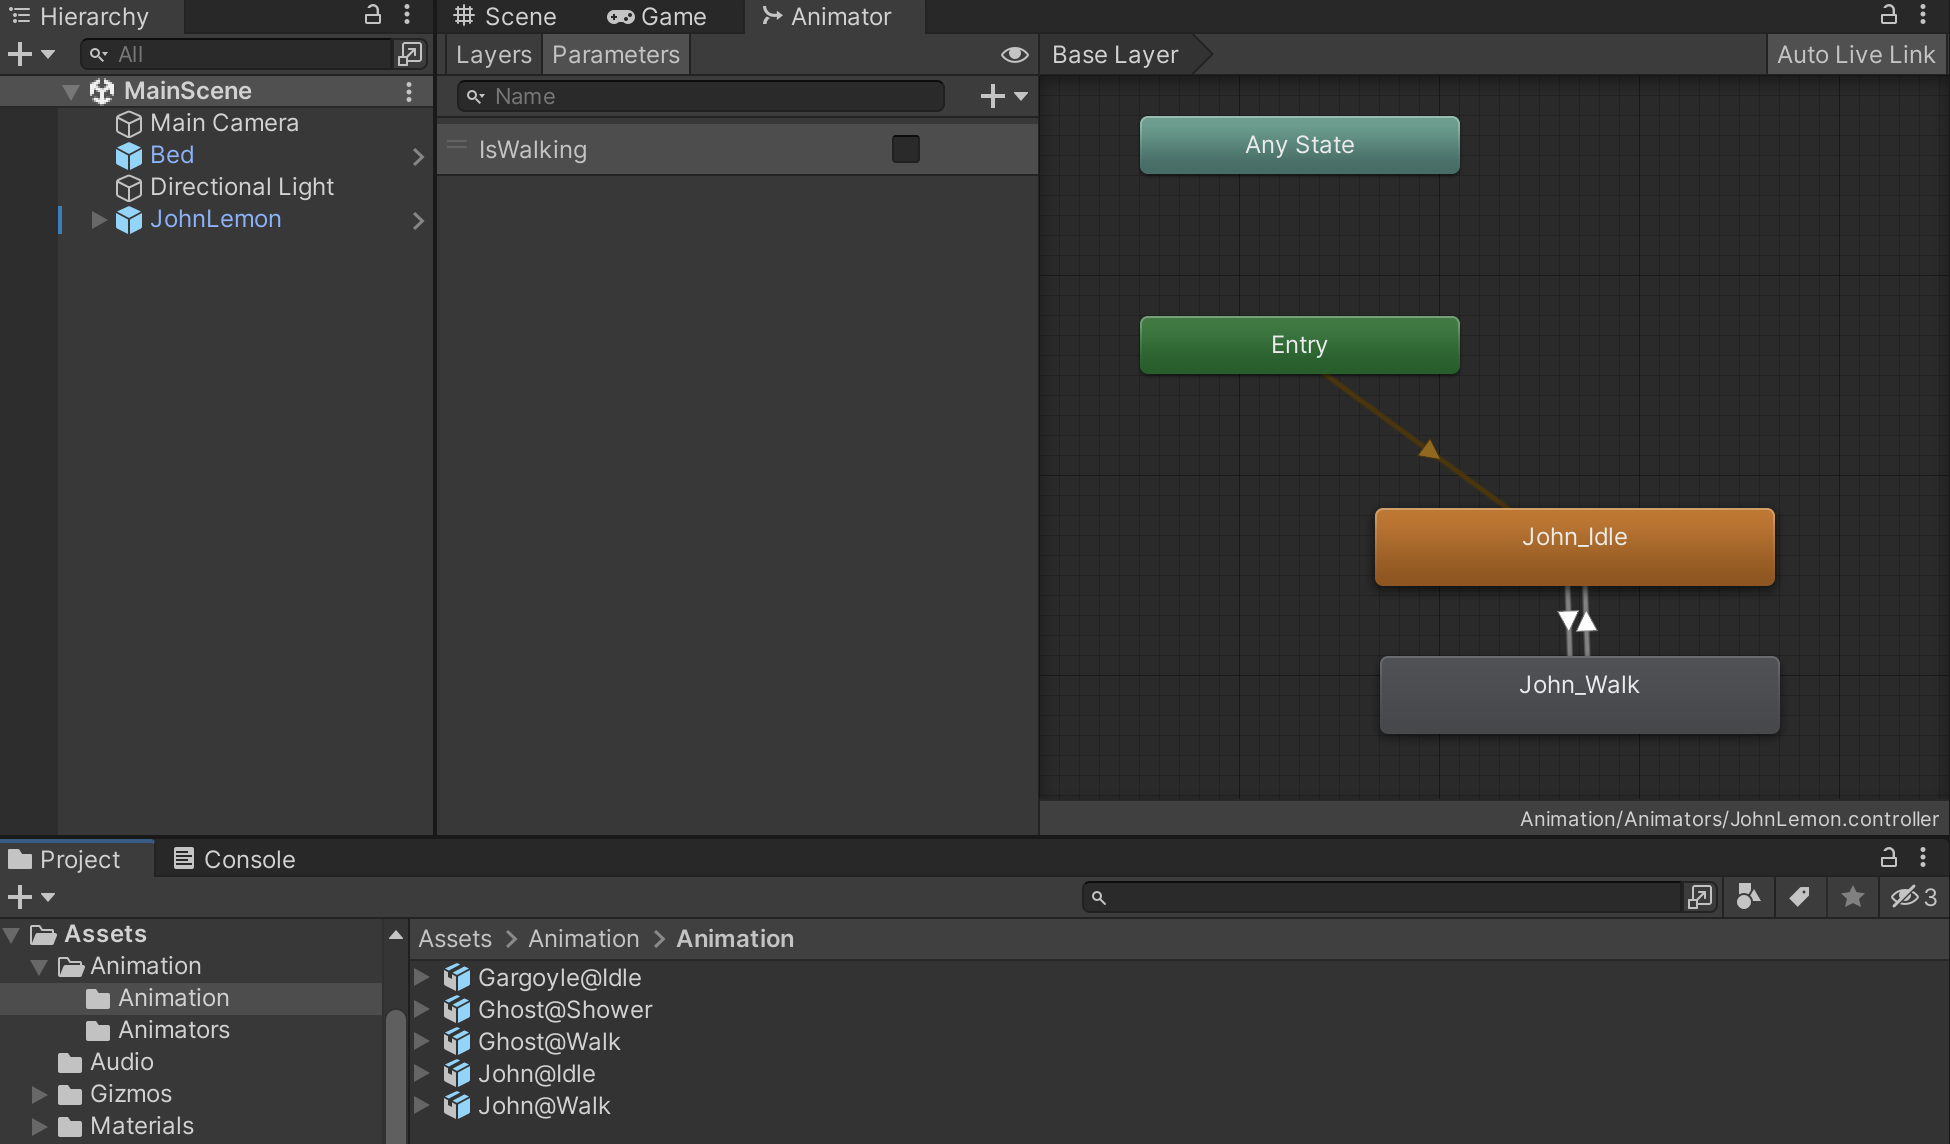 Hierarchy
All
MainScene
Main Camera
Bed
Directional Light
JohnLemon
Scene
Game
Animator
Layers
Parameters
Name
IsWalking
Base Layer
Auto Live Link
Any State
Entry
John_Idle
John_Walk
Animation/Animators/JohnLemon.controller
Project
Console
3
Assets
Animation
Animation
Animators
Audio
Gizmos
Materials
Assets > Animation > Animation
Gargoyle@Idle
Ghost@Shower
Ghost@Walk
John@Idle
John@Walk